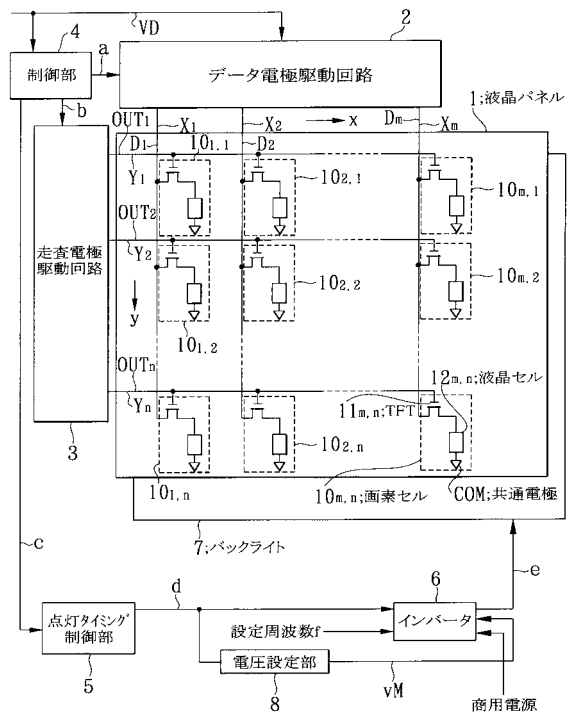 VD
4
制御部
a
b
2
データ電極駆動回路
1;液晶パネル
OUT1
X1
X2
x
Dm
Xm
D1
101,1
D2
Y1
102,1
10m,1
OUT2
Y2
走査電極
駆動回路
y
101,2
102,2
10m,2
OUTn
Yn
12m,n;液晶セル
11m,n;TFT
3
102,n
101,n
10m,n;画素セル
COM;共通電極
7;バックライト
c
e
d
6
点灯タイミング
制御部
インバータ
設定周波数f
5
電圧設定部
8
vM
商用電源